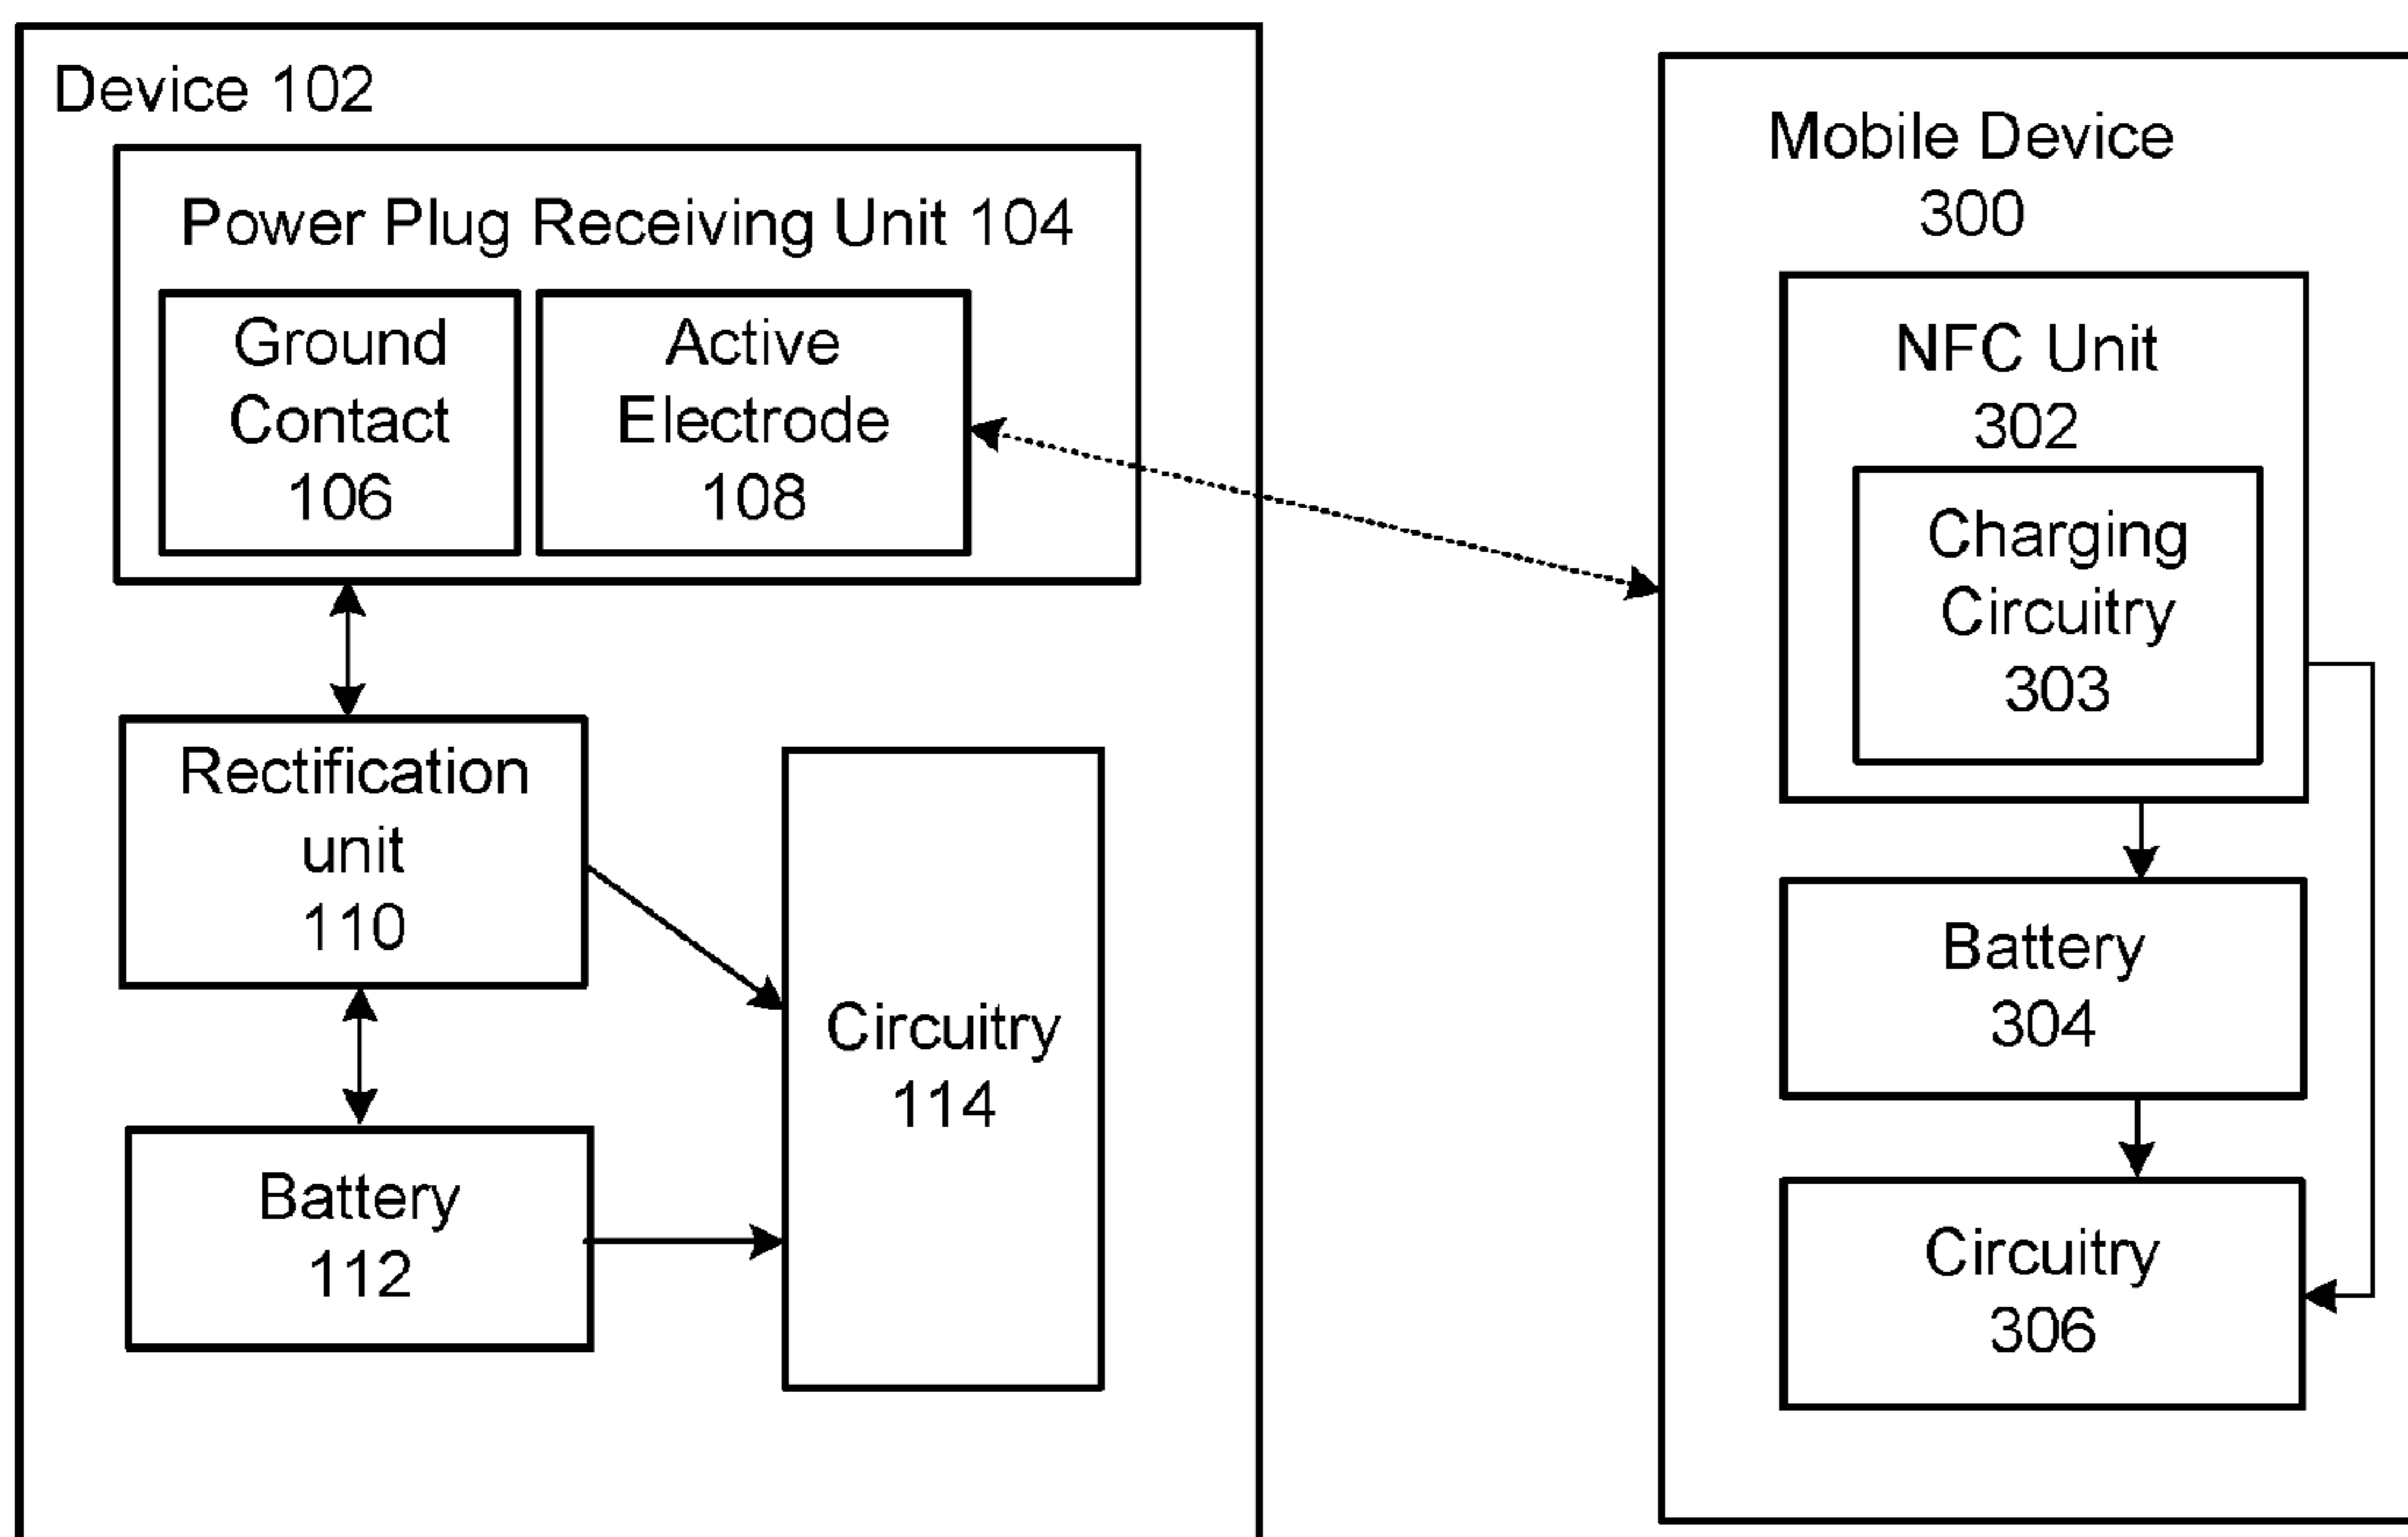 Device 102
Power Plug Receiving Unit 104
Ground
Contact
106
Active
Electrode
108
Rectification
unit
110
Battery
112
Circuitry
114
Mobile Device
300
NFC Unit
302
Charging
Circuitry
303
Battery
304
Circuitry
306